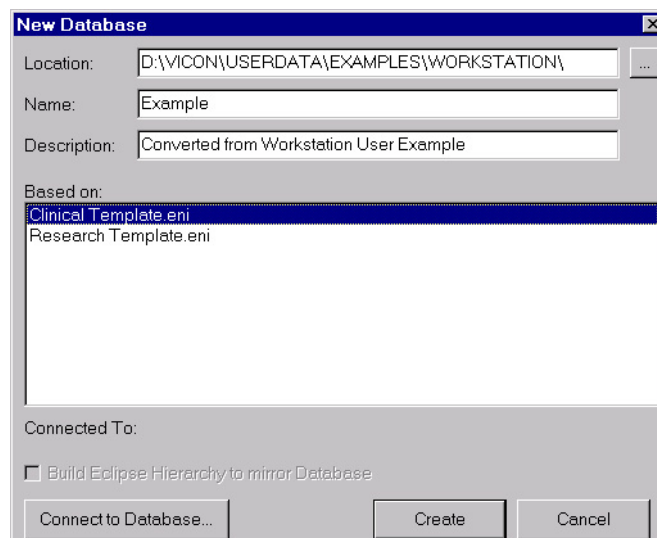 New Database
Location: D:\VICON\USERDATA\EXAMPLES\WORKSTATION\ ...
Name: Example
Description: Converted from Workstation User Example
Based on:
Clinical Template.eni
Research Template.eni
Connected To:
Build Eclipse Hierarchy to mirror Database
Connect to Database... Create Cancel